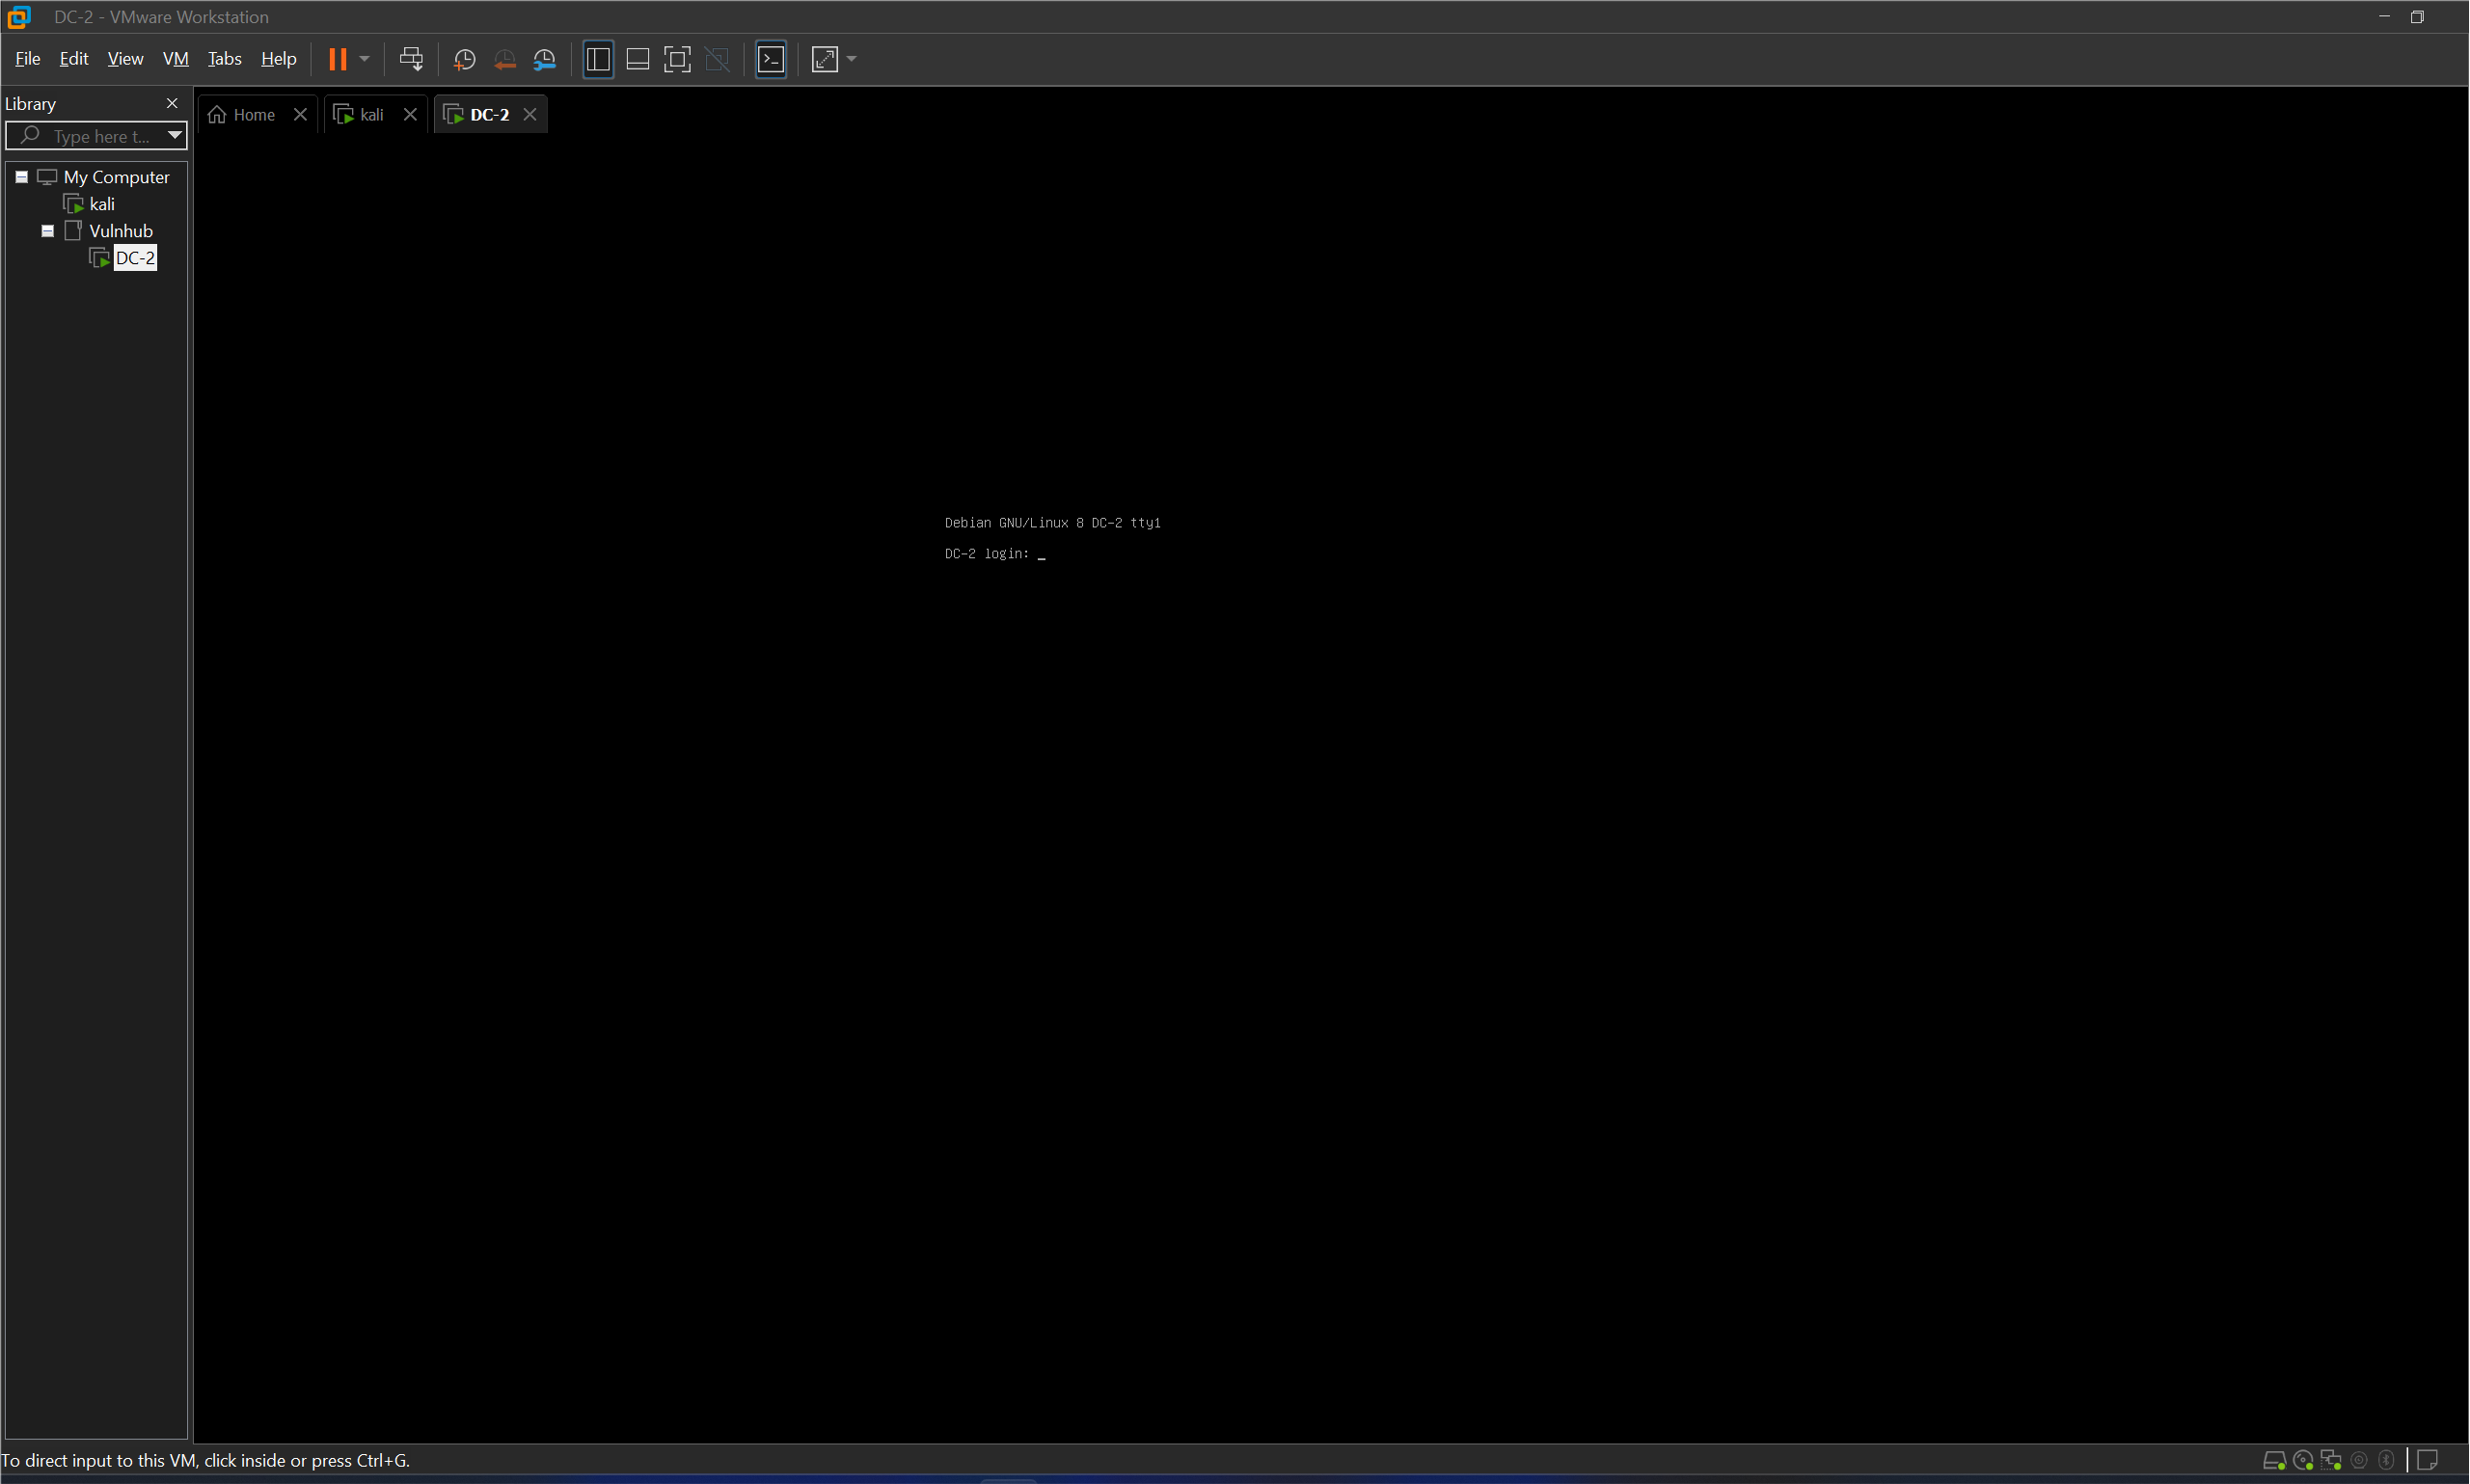 DC-2 - VMware Workstation
File Edit View VM Tabs Help
Library
Home kali DC-2
Type here t...
My Computer
kali
Vulnhub
DC-2
Debian GNU/Linux 8 DC-2 tty1
DC-2 login: _
To direct input to this VM, click inside or press Ctrl+G.